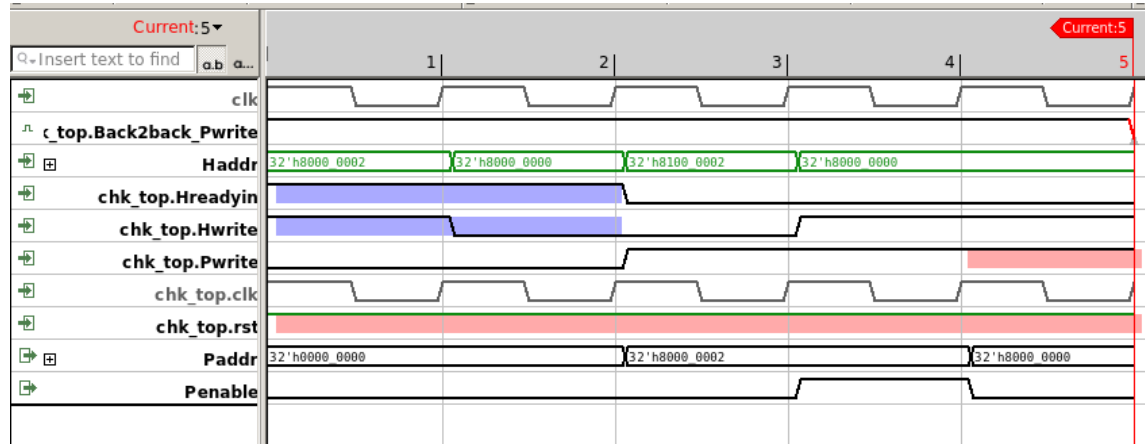 Current:5▾
Current:5
Insert text to find a.b a...
1 2 3 4 5
clk
_top.Back2back_Pwrite
Haddr 32'h8000_0002 32'h8000_0000 32'h8100_0002 32'h8000_0000
chk_top.Hreadyin
chk_top.Hwrite
chk_top.Pwrite
chk_top.clk
chk_top.rst
Paddr 32'h0000_0000 32'h8000_0002 32'h8000_0000
Penable